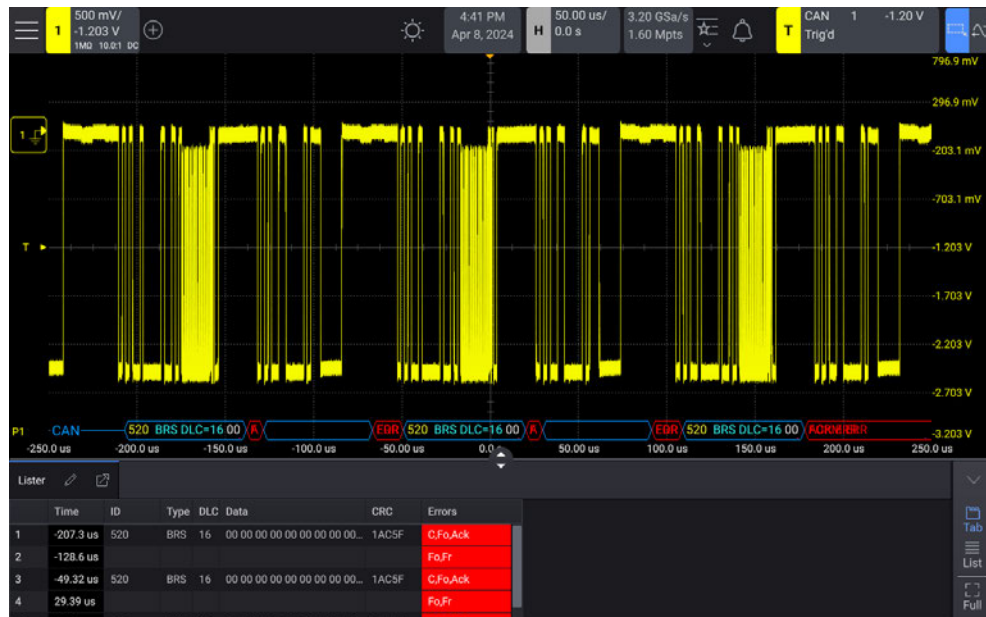 500 mV/
1 -1.203 V
1MΩ 10.0:1 DC
4:41 PM
Apr 8, 2024
H 50.00 us/
0.0 s
3.20 GSa/s
1.60 Mpts
T CAN 1 -1.20 V
Trig'd
796.9 mV
296.9 mV
1
-203.1 mV
-703.1 mV
T -1.203 V
-1.703 V
-2.203 V
-2.703 V
P1 CAN 520 BRS DLC=16 00 A ERR 520 BRS DLC=16 00 A ERR 520 BRS DLC=16 00
-3.203 V
-250.0 us -200.0 us -150.0 us -100.0 us -50.00 us 0.0 50.00 us 100.0 us 150.0 us 200.0 us 250.0 us
Lister
Time ID Type DLC Data CRC Errors
1 -207.3 us 520 BRS 16 00 00 00 00 00 00 00 00 00... 1AC5F C,Fo,Ack
2 -128.6 us Fo,Fr
3 -49.32 us 520 BRS 16 00 00 00 00 00 00 00 00 00... 1AC5F C,Fo,Ack
4 29.39 us Fo,Fr
Tab
List
Full